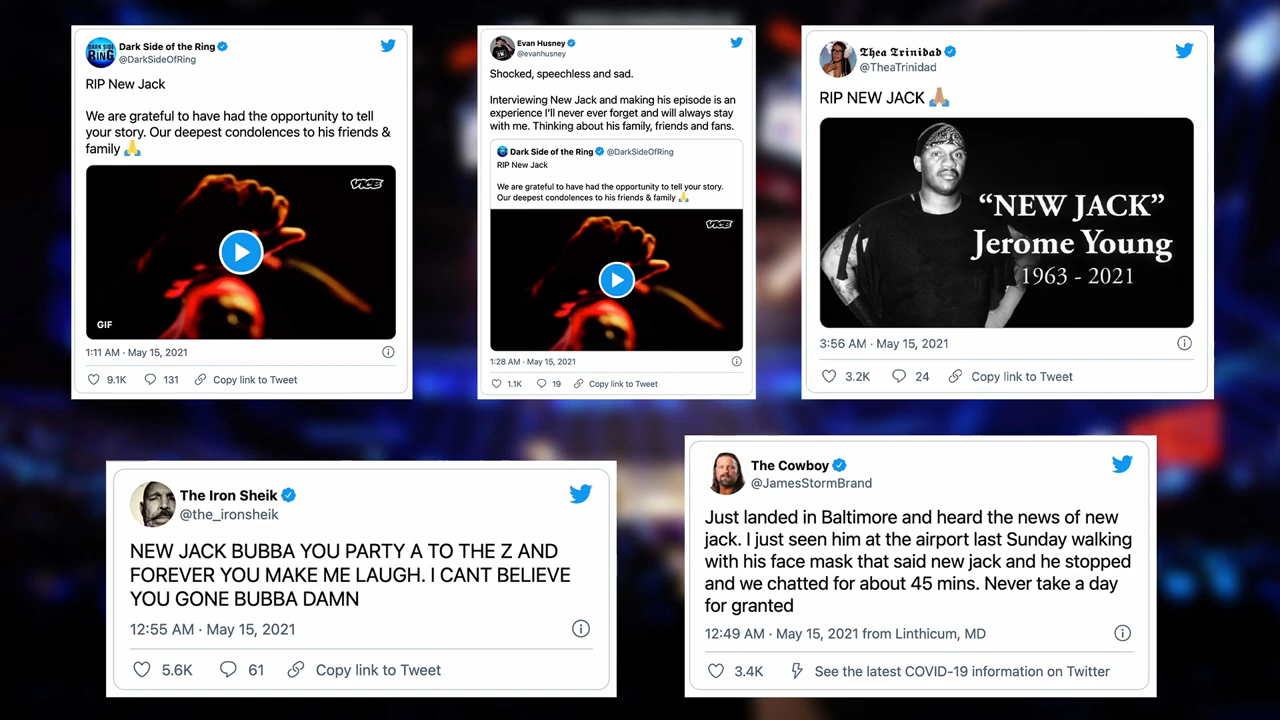 Dark Side of the Ring
@DarkSideOfRing
RIP New Jack
We are grateful to have had the opportunity to tell
your story. Our deepest condolences to his friends &
family 🙏
VICE
GIF
1:11 AM · May 15, 2021
9.1K 131 Copy link to Tweet
Evan Husney
@evanhusney
Shocked, speechless and sad.
Interviewing New Jack and making his episode is an
experience I'll never ever forget and will always stay
with me. Thinking about his family, friends and fans.
Dark Side of the Ring @DarkSideOfRing
RIP New Jack
We are grateful to have had the opportunity to tell your story.
Our deepest condolences to his friends & family 🙏
VICE
1:28 AM · May 15, 2021
1.1K 19 Copy link to Tweet
𝕿𝖍𝖊𝖆 𝕿𝖗𝖎𝖓𝖎𝖉𝖆𝖉
@TheaTrinidad
RIP NEW JACK 🙏🏽
“NEW JACK”
Jerome Young
1963 - 2021
3:56 AM · May 15, 2021
3.2K 24 Copy link to Tweet
The Iron Sheik
@the_ironsheik
NEW JACK BUBBA YOU PARTY A TO THE Z AND
FOREVER YOU MAKE ME LAUGH. I CANT BELIEVE
YOU GONE BUBBA DAMN
12:55 AM · May 15, 2021
5.6K 61 Copy link to Tweet
The Cowboy
@JamesStormBrand
Just landed in Baltimore and heard the news of new
jack. I just seen him at the airport last Sunday walking
with his face mask that said new jack and he stopped
and we chatted for about 45 mins. Never take a day
for granted
12:49 AM · May 15, 2021 from Linthicum, MD
3.4K See the latest COVID-19 information on Twitter